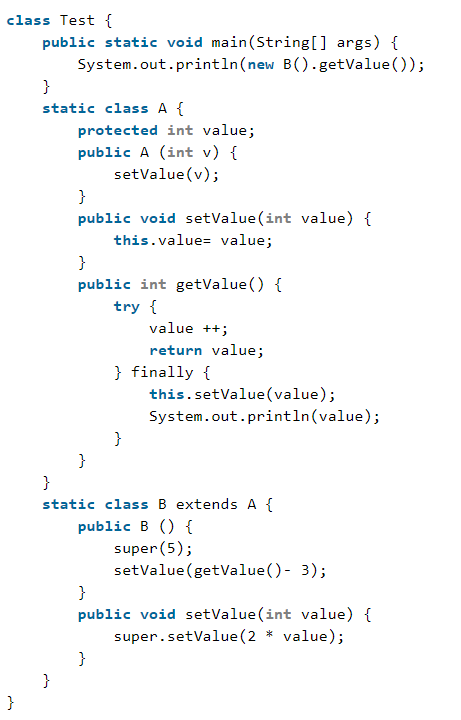 class Test {
    public static void main(String[] args) {
        System.out.println(new B().getValue());
    }
    static class A {
        protected int value;
        public A (int v) {
            setValue(v);
        }
        public void setValue(int value) {
            this.value= value;
        }
        public int getValue() {
            try {
                value ++;
                return value;
            } finally {
                this.setValue(value);
                System.out.println(value);
            }
        }
    }
    static class B extends A {
        public B () {
            super(5);
            setValue(getValue()- 3);
        }
        public void setValue(int value) {
            super.setValue(2 * value);
        }
    }
}